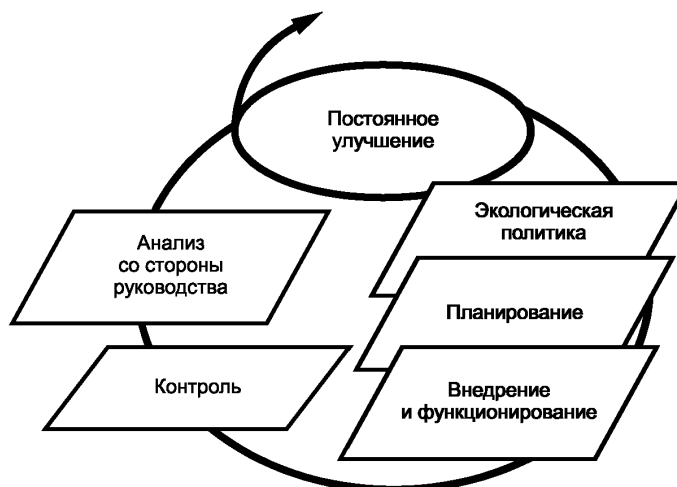 Постоянное
улучшение
Экологическая
политика
Планирование
Внедрение
и функционирование
Контроль
Анализ
со стороны
руководства